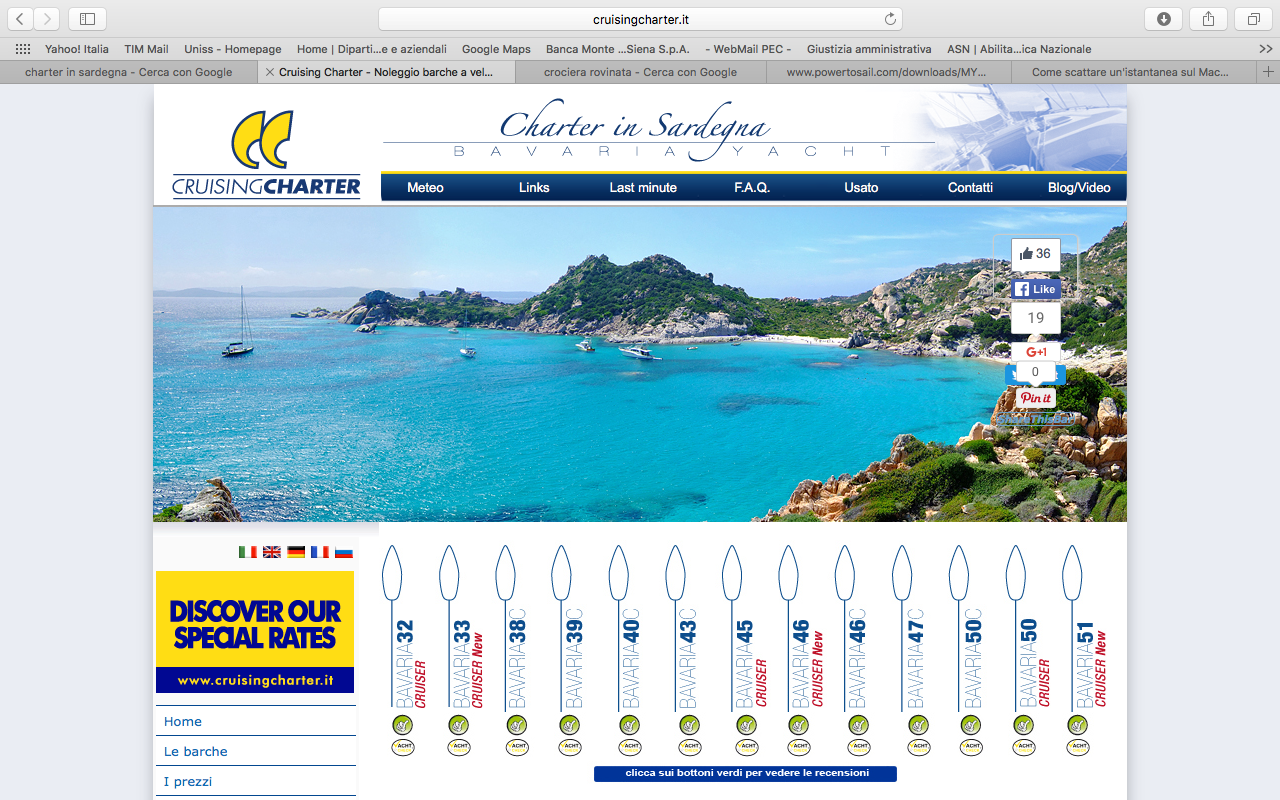 cruisingcharter.it
Yahoo! Italia TIM Mail Uniss - Homepage Home | Diparti...e e aziendali Google Maps Banca Monte ...Siena S.p.A. - WebMail PEC - Giustizia amministrativa ASN | Abilita...ica Nazionale
charter in sardegna - Cerca con Google Cruising Charter - Noleggio barche a vel... crociera rovinata - Cerca con Google www.powertosail.com/downloads/MY... Come scattare un'istantanea sul Mac...
Charter in Sardegna
BAVARIA YACHT
CRUISINGCHARTER
Meteo Links Last minute F.A.Q. Usato Contatti Blog/Video
36
Like
19
G+1
0
Pin it
DISCOVER OUR
SPECIAL RATES
www.cruisingcharter.it
Home
Le barche
I prezzi
BAVARIA32
CRUISER
BAVARIA33
CRUISER New
BAVARIA38C
BAVARIA39C
BAVARIA40C
BAVARIA43C
BAVARIA45
CRUISER
BAVARIA46
CRUISER New
BAVARIA46C
BAVARIA47C
BAVARIA50C
BAVARIA50
CRUISER
BAVARIA51
CRUISER New
clicca sui bottoni verdi per vedere le recensioni